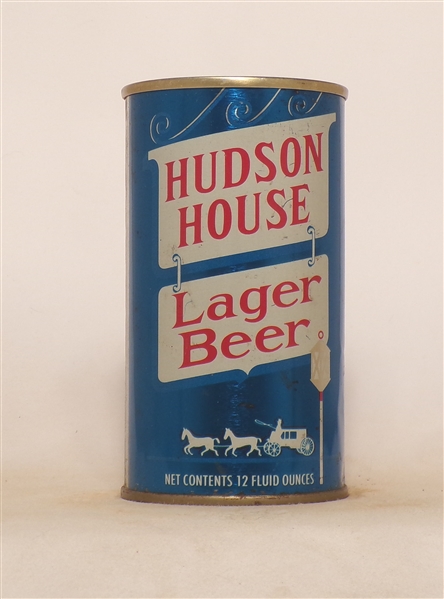 HUDSON
HOUSE
Lager
Beer
NET CONTENTS 12 FLUID OUNCES